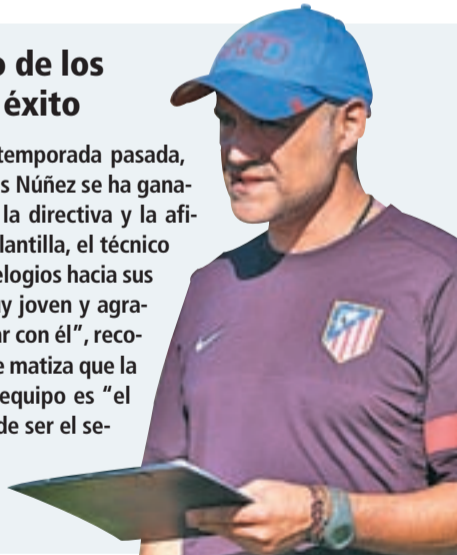 o de los
éxito
temporada pasada,
s Núñez se ha gana-
la directiva y la afi-
lantilla, el técnico
elogios hacia sus
y joven y agra-
r con él”, reco-
e matiza que la
equipo es “el
de ser el se-